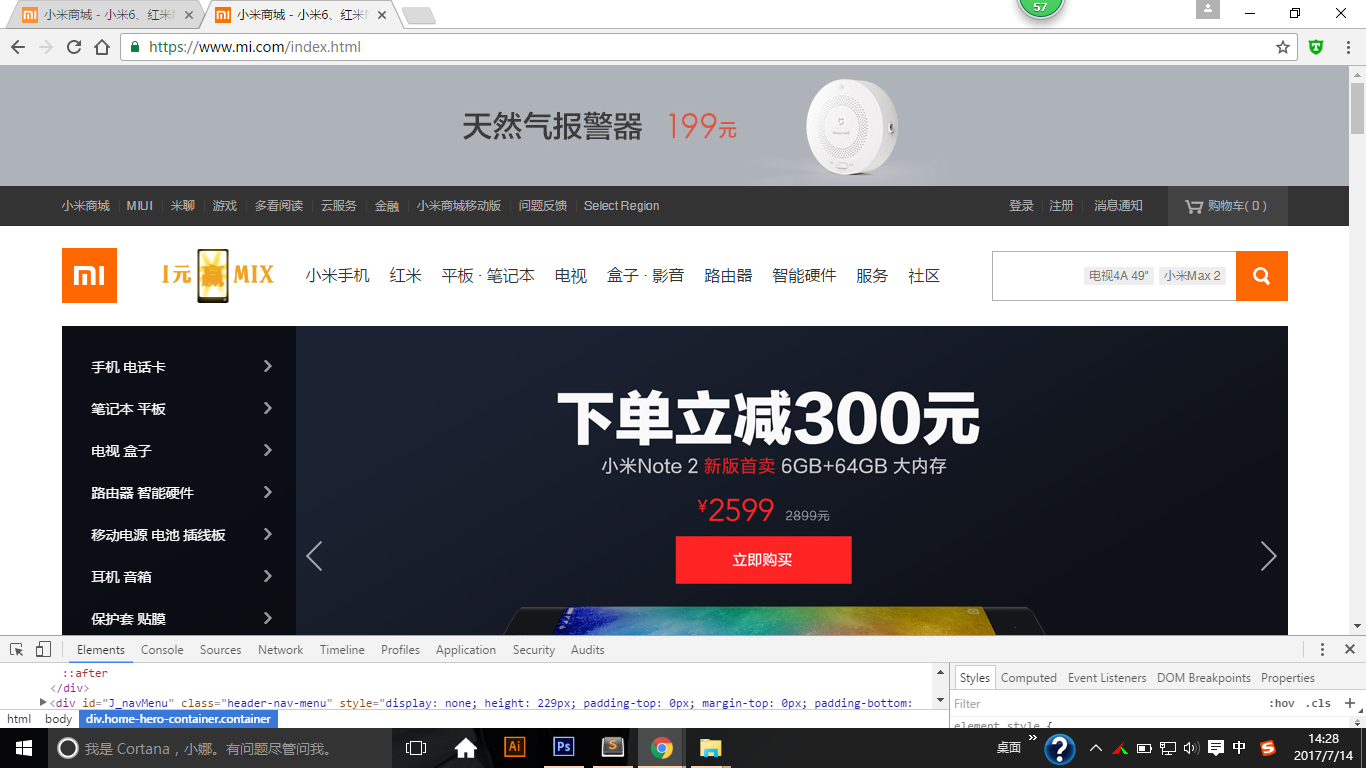 小米商城 - 小米6、红米N 小米商城 - 小米6、红米N 57
https://www.mi.com/index.html
天然气报警器 199元
小米商城 MIUI 米聊 游戏 多看阅读 云服务 金融 小米商城移动版 问题反馈 Select Region 登录 注册 消息通知 购物车( 0 )
mi 1元 赢 MIX 小米手机 红米 平板 · 笔记本 电视 盒子 · 影音 路由器 智能硬件 服务 社区 电视4A 49" 小米Max 2
手机 电话卡
笔记本 平板
电视 盒子
路由器 智能硬件
移动电源 电池 插线板
耳机 音箱
保护套 贴膜
下单立减300元
小米Note 2 新版首卖 6GB+64GB 大内存
¥2599 2899元
立即购买
Elements Console Sources Network Timeline Profiles Application Security Audits
::after
</div>
<div id="J_navMenu" class="header-nav-menu" style="display: none; height: 229px; padding-top: 0px; margin-top: 0px; padding-bottom:
html body div.home-hero-container.container
Styles Computed Event Listeners DOM Breakpoints Properties
Filter :hov .cls +
element.style {
我是 Cortana，小娜。有问题尽管问我。 Ai Ps S 桌面 » 中 S 14:28
2017/7/14